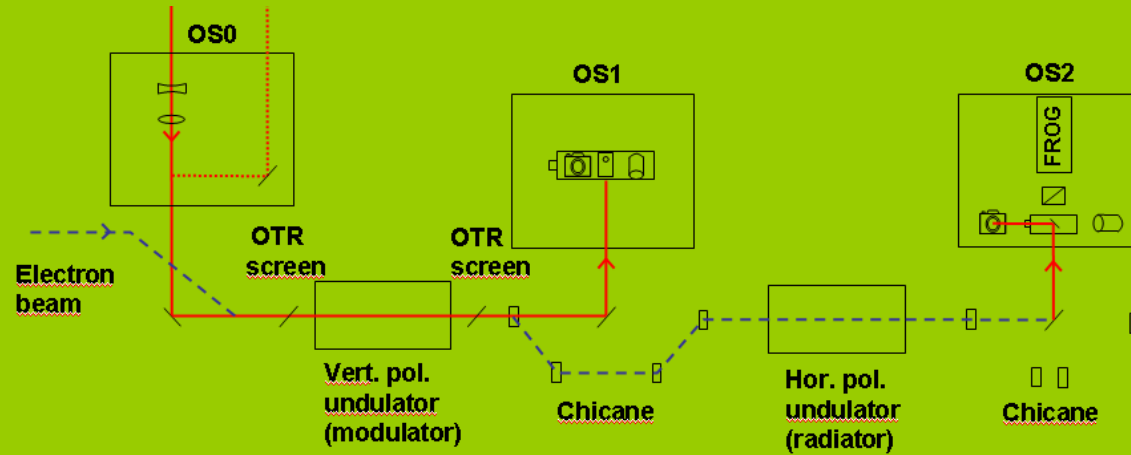 OS0
OS1
OS2
FROG
OTR
screen
OTR
screen
Electron
beam
Vert. pol.
undulator
(modulator)
Chicane
Hor. pol.
undulator
(radiator)
Chicane